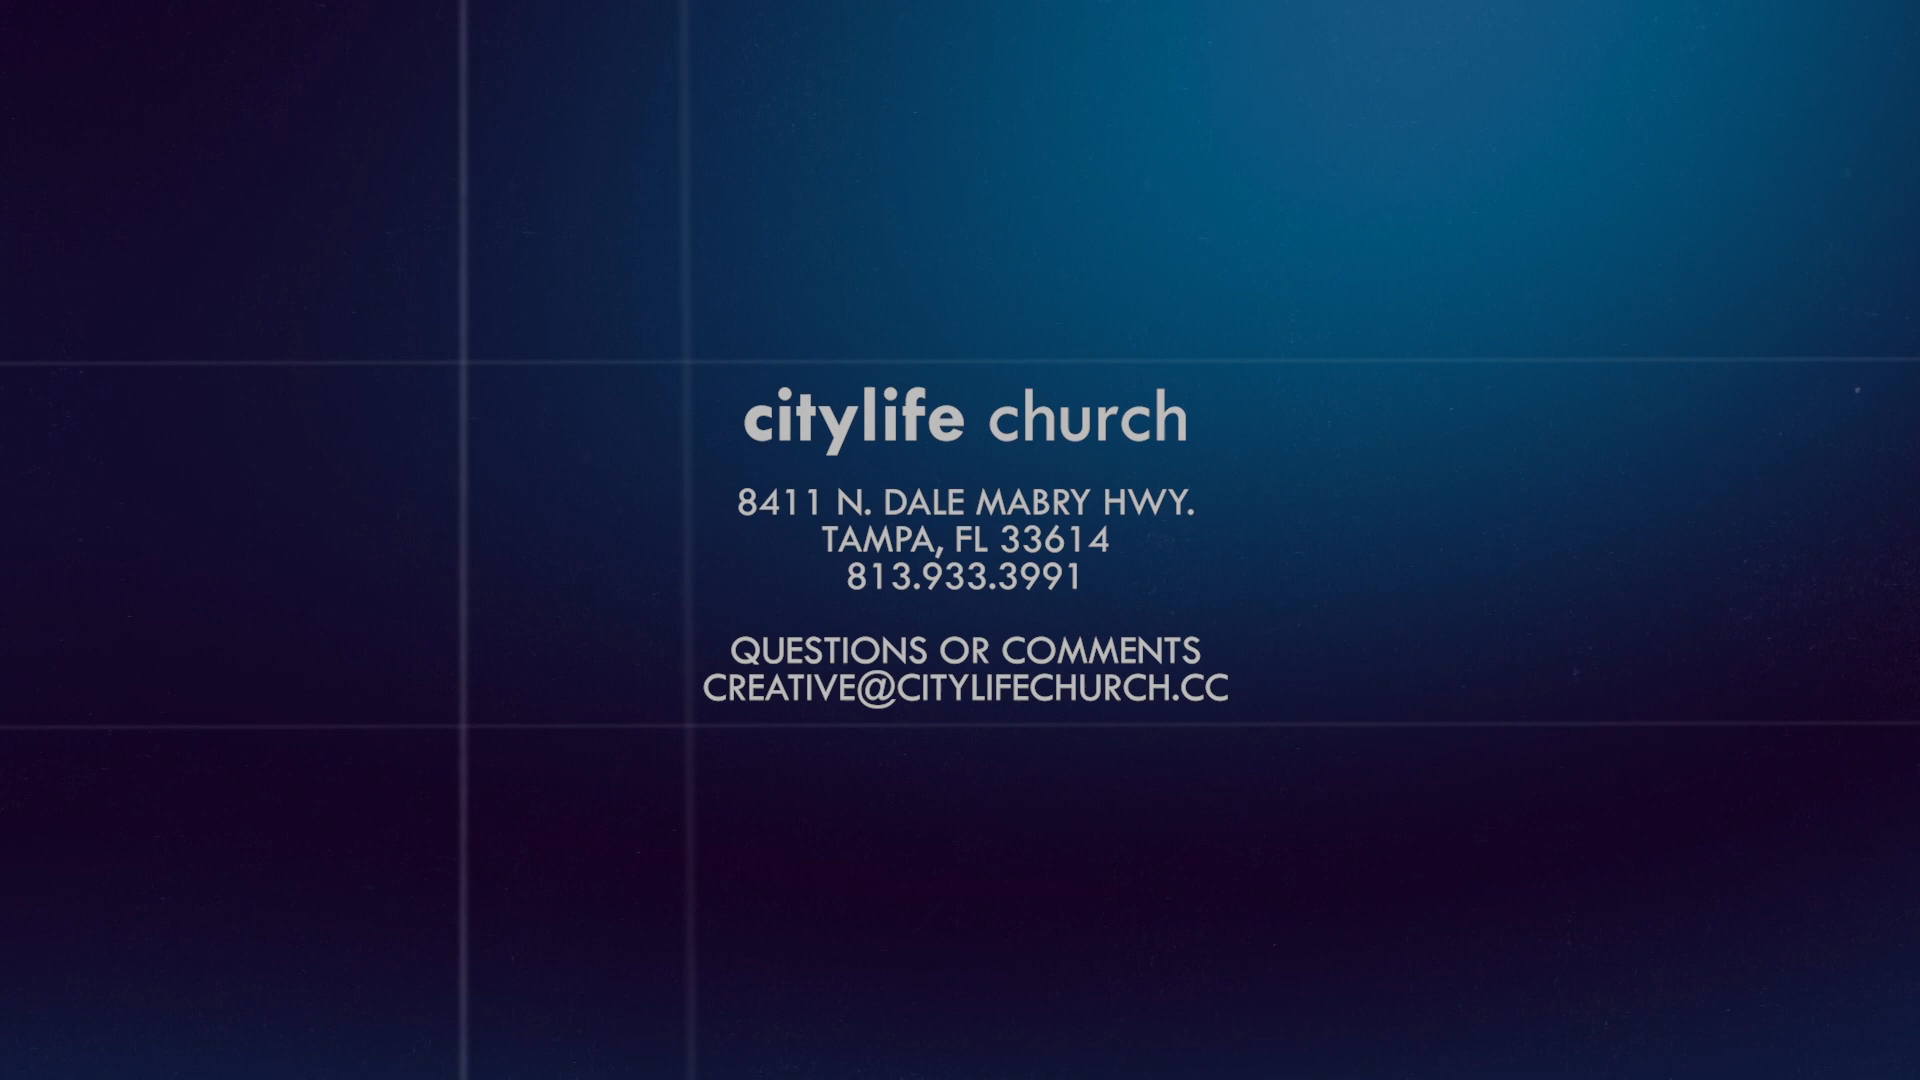 citylife church
8411 N. DALE MABRY HWY.
TAMPA, FL 33614
813.933.3991
QUESTIONS OR COMMENTS
CREATIVE@CITYLIFECHURCH.CC